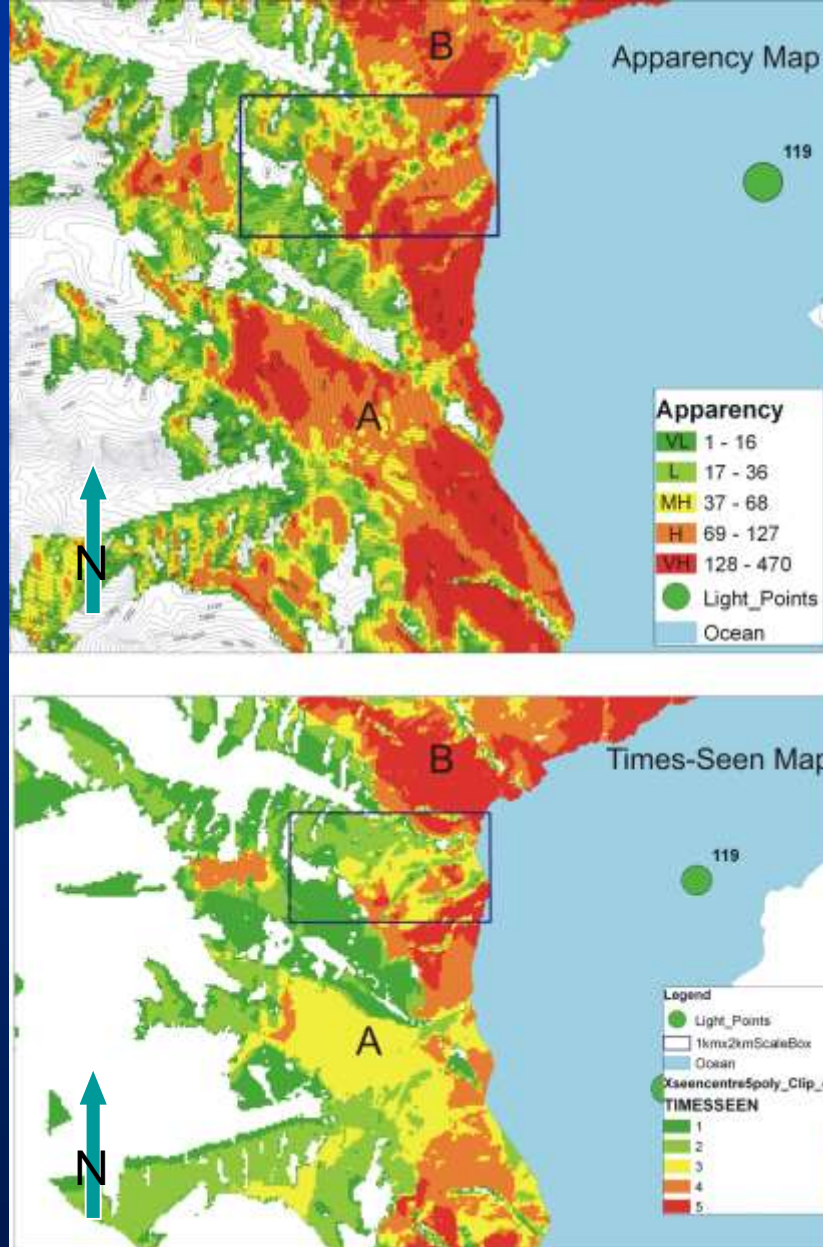 B
Apparency Map
119
A
Apparency
VL 1 - 16
L 17 - 36
MH 37 - 68
H 69 - 127
VH 128 - 470
Light_Points
Ocean
N
B
Times-Seen Map
119
A
Legend
Light_Points
1kmx2kmScaleBox
Ocean
Xseencentre5poly_Clip_
TIMESSEEN
1
2
3
4
5
N